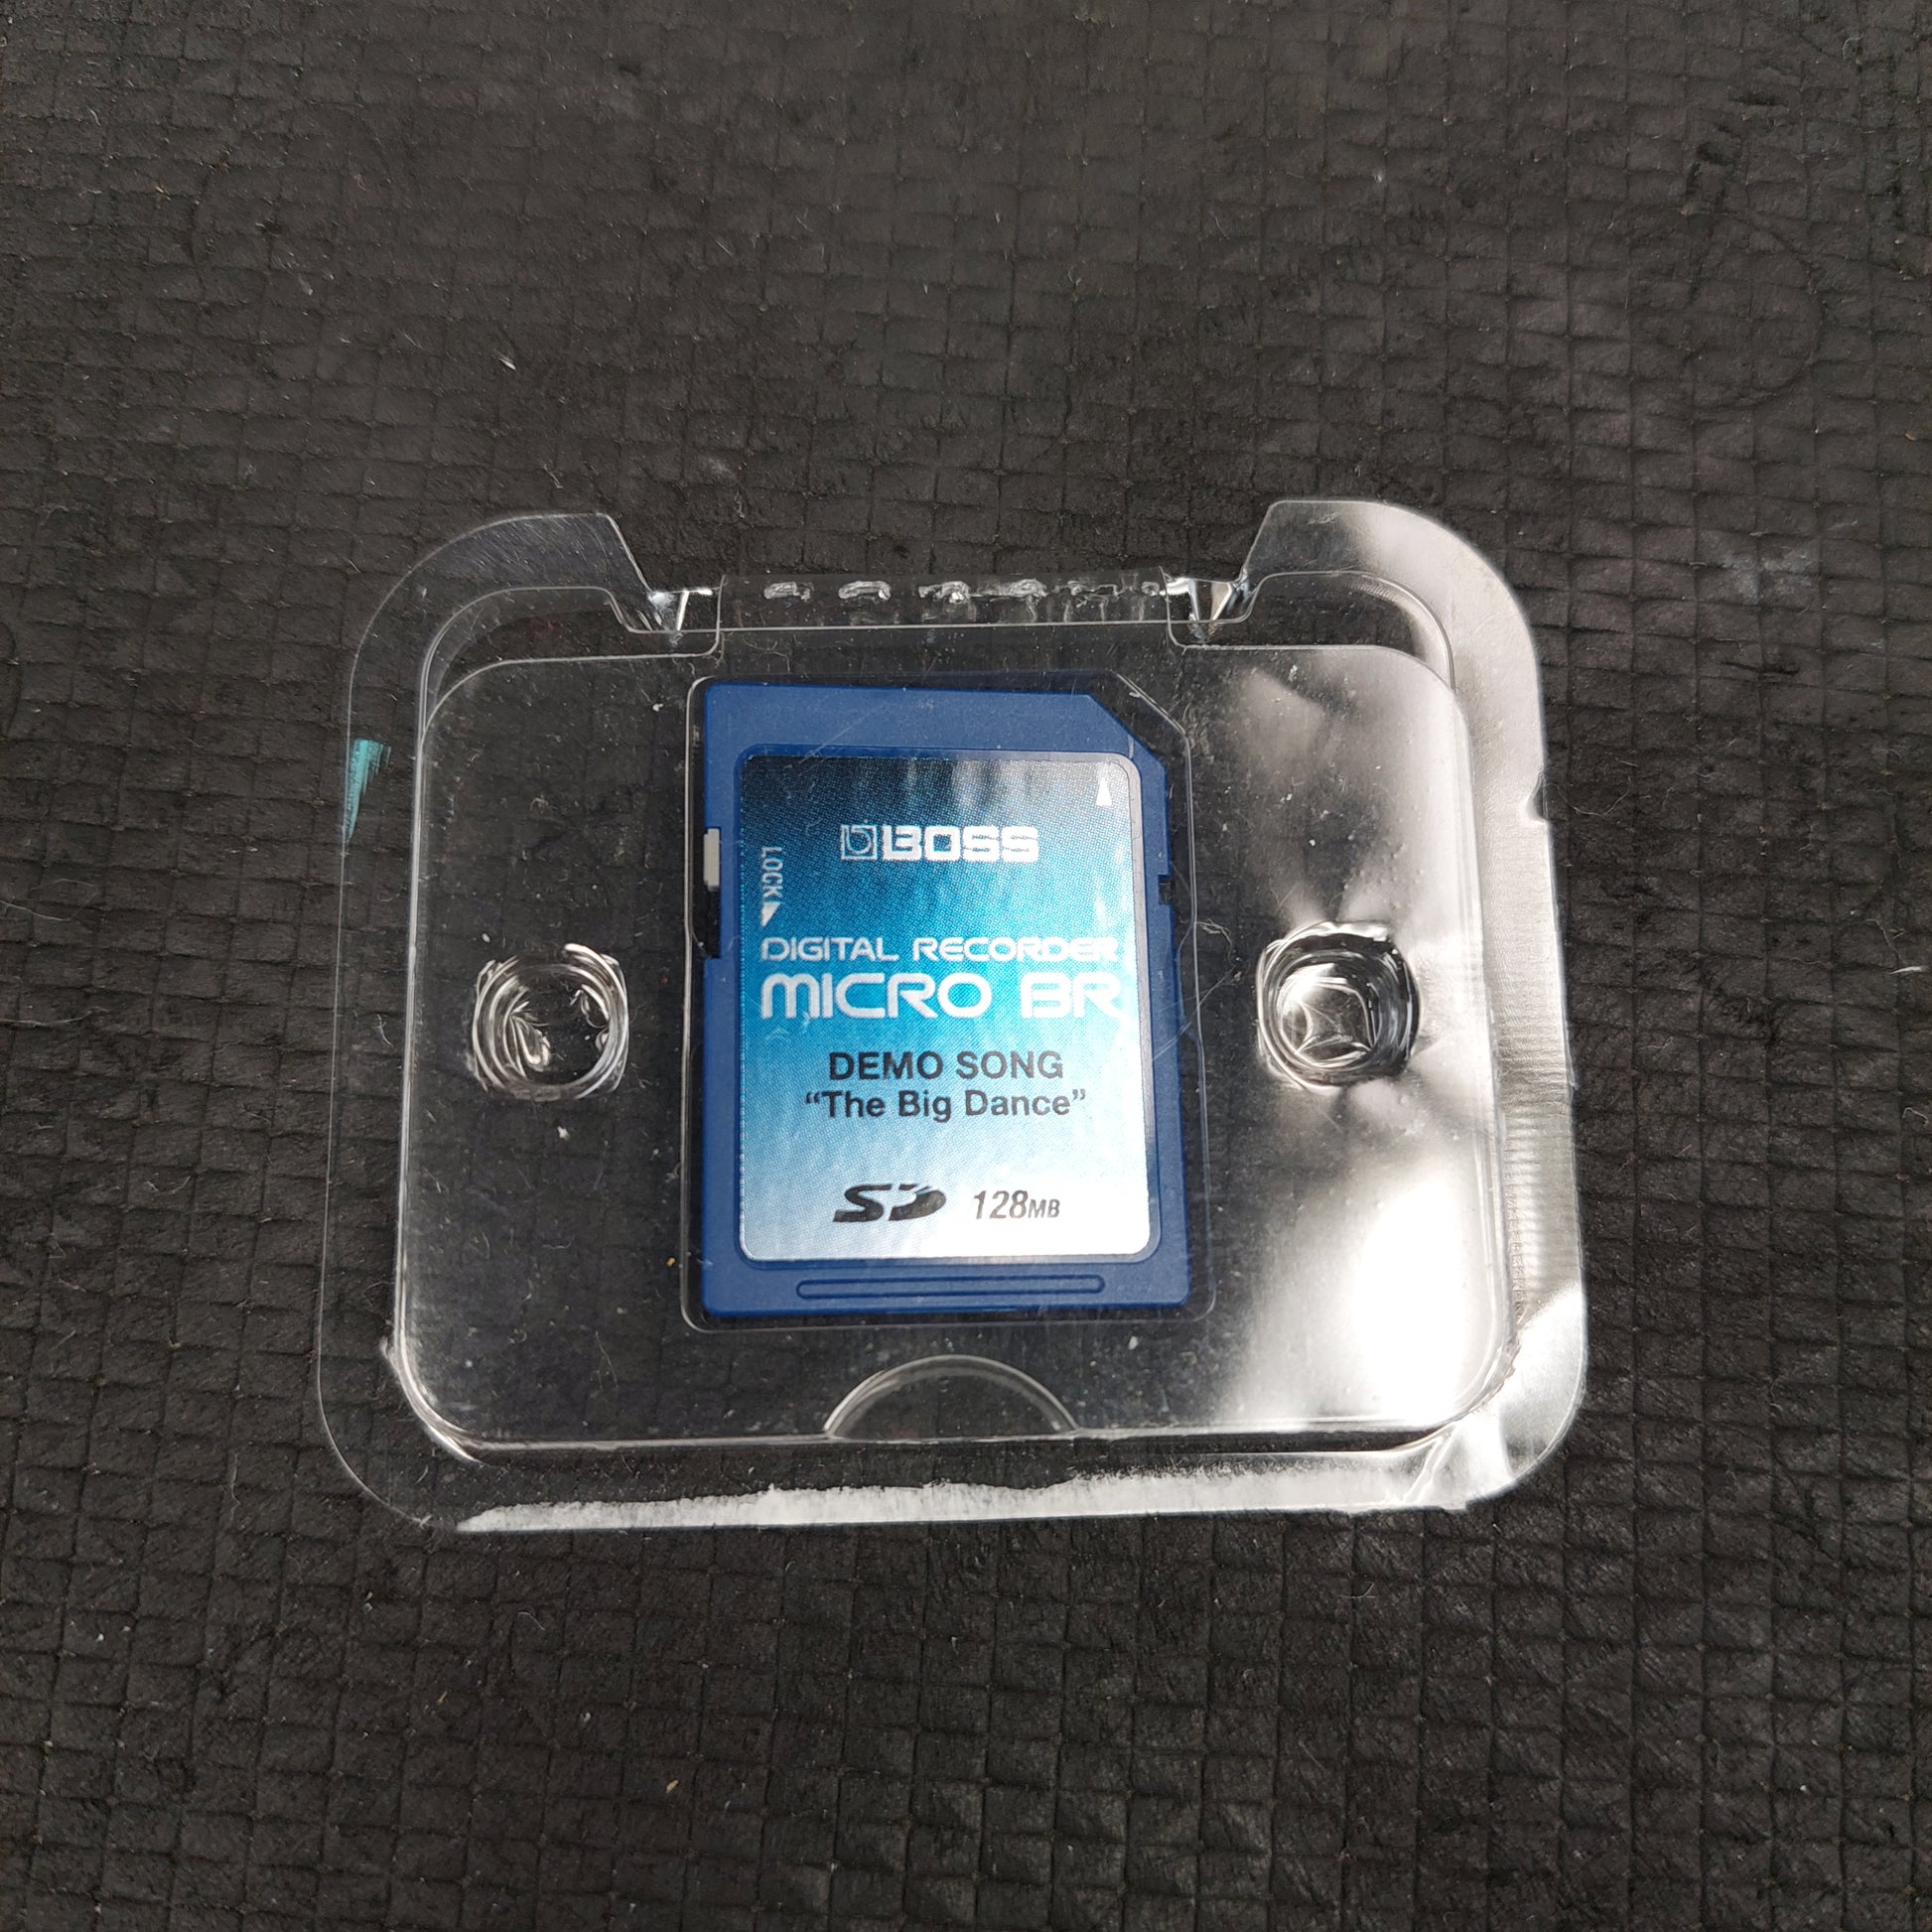 BOSS
LOCK
DIGITAL RECORDER
MICRO BR
DEMO SONG
“The Big Dance”
SD 128MB